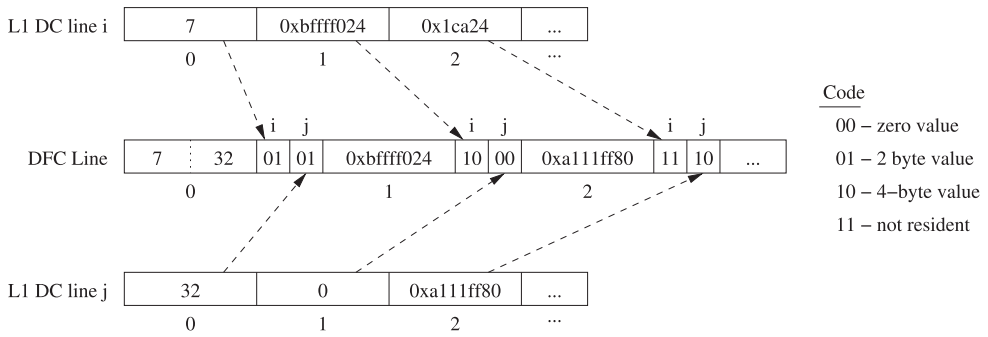 L1 DC line i 7 0xbffff024 0x1ca24 ...
0 1 2 ...
Code
i j i j i j
00 – zero value
DFC Line 7 32 01 01 0xbffff024 10 00 0xa111ff80 11 10 ...
01 – 2 byte value
0 1 2
10 – 4–byte value
11 – not resident
L1 DC line j 32 0 0xa111ff80 ...
0 1 2 ...